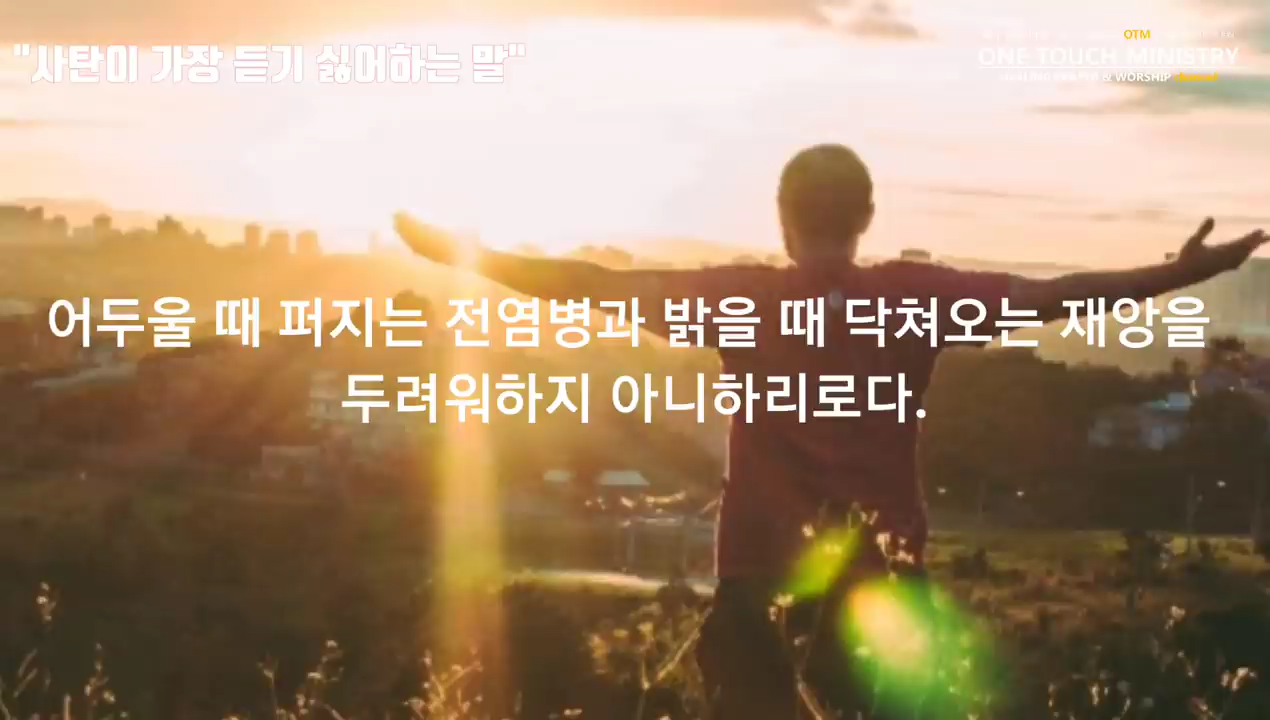 "사탄이 가장 듣기 싫어하는 말"
OTM
ONE TOUCH MINISTRY
& WORSHIP
어두울 때 퍼지는 전염병과 밝을 때 닥쳐오는 재앙을
두려워하지 아니하리로다.